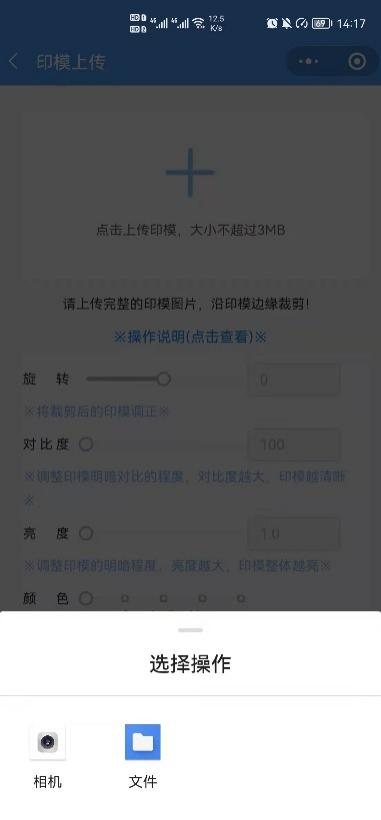 HD 1 4G 4G 12.5 69 14:17
HD 2 K/s
印模上传
点击上传印模，大小不超过3MB
请上传完整的印模图片，沿印模边缘裁剪!
※操作说明(点击查看)※
旋 转 0
※将裁剪后的印模调正※
对比度 100
※调整印模明暗对比的程度，对比度越大，印模越清晰
※
亮 度 1.0
※调整印模的明暗程度，亮度越大，印模整体越亮※
颜 色
选择操作
相机 文件